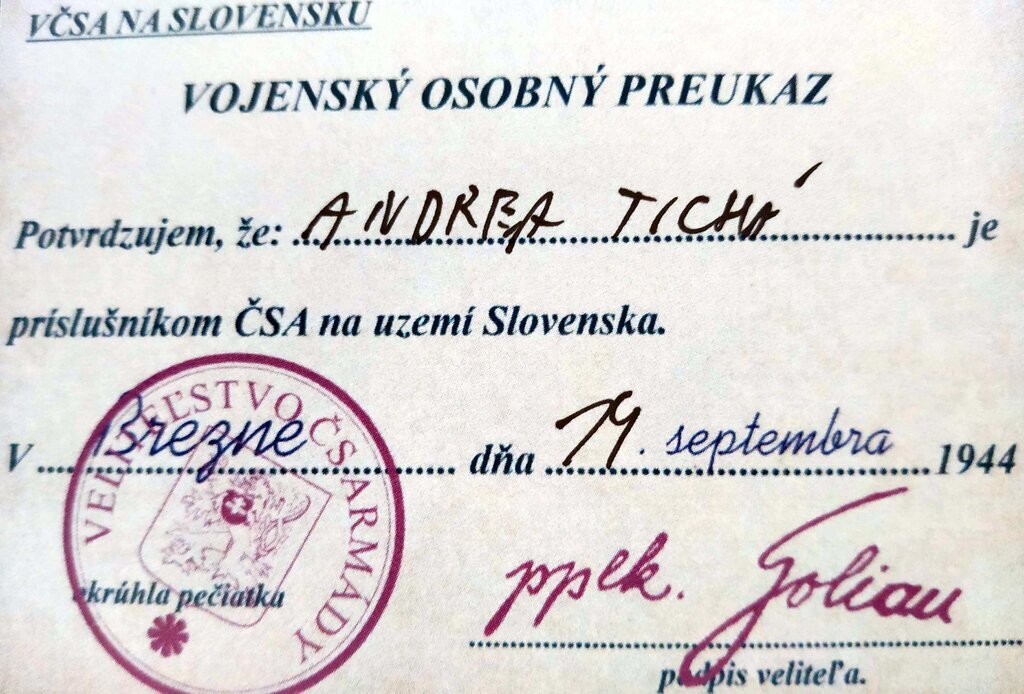 VČSA NA SLOVENSKU
VOJENSKÝ OSOBNÝ PREUKAZ
Potvrdzujem, že: ANDREA TICHÁ je
príslušníkom ČSA na uzemí Slovenska.
V Brezne dňa 19. septembra 1944
VELITEĽSTVO ČS ARMÁDY
okrúhla pečiatka
pplk. Golian
podpis veliteľa.